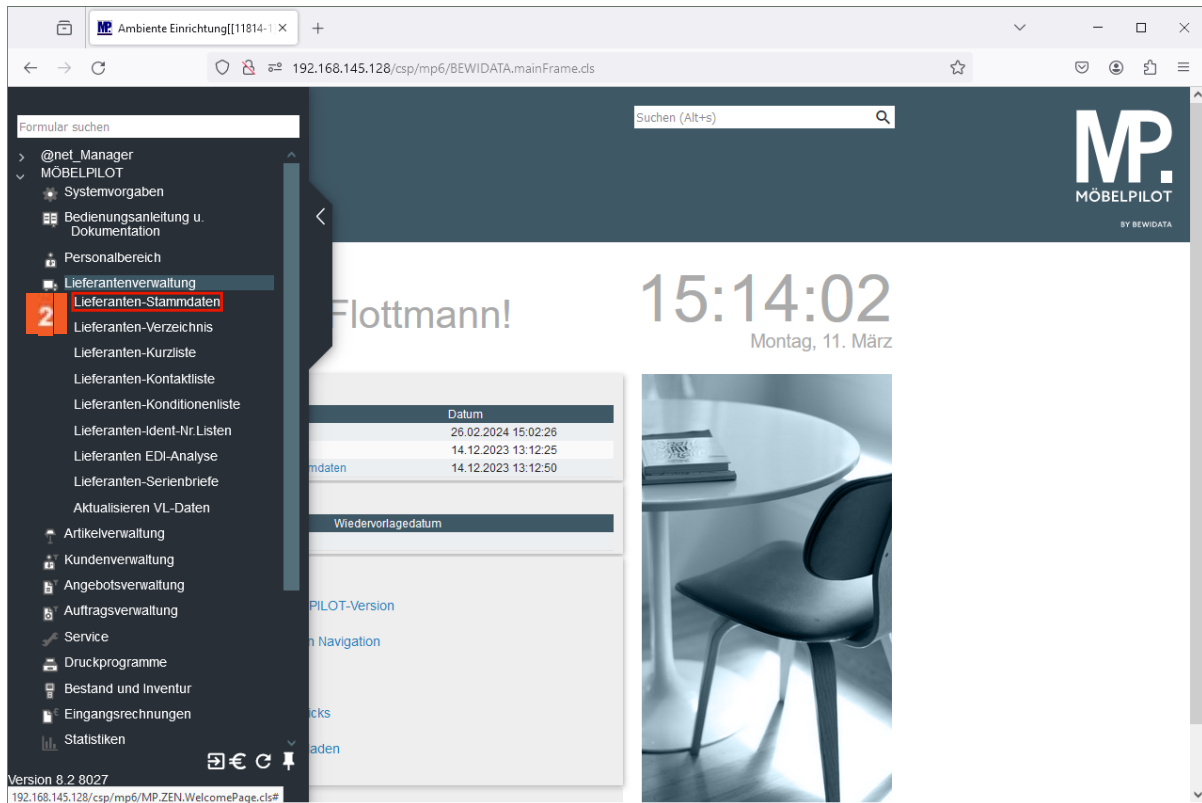 Ambiente Einrichtung[[11814-1
192.168.145.128/csp/mp6/BEWIDATA.mainFrame.cls
Formular suchen
@net_Manager
MÖBELPILOT
Systemvorgaben
Bedienungsanleitung u.
Dokumentation
Personalbereich
Lieferantenverwaltung
2
Lieferanten-Stammdaten
Lieferanten-Verzeichnis
Lieferanten-Kurzliste
Lieferanten-Kontaktliste
Lieferanten-Konditionenliste
Lieferanten-Ident-Nr.Listen
Lieferanten EDI-Analyse
Lieferanten-Serienbriefe
Aktualisieren VL-Daten
Artikelverwaltung
Kundenverwaltung
Angebotsverwaltung
Auftragsverwaltung
Service
Druckprogramme
Bestand und Inventur
Eingangsrechnungen
Statistiken
Version 8.2 8027
192.168.145.128/csp/mp6/MP.ZEN.WelcomePage.cls#
Suchen (Alt+s)
MP.
MÖBELPILOT
BY BEWIDATA
Flottmann!
15:14:02
Montag, 11. März
Datum
26.02.2024 15:02:26
14.12.2023 13:12:25
mdaten 14.12.2023 13:12:50
Wiedervorlagedatum
PILOT-Version
n Navigation
icks
aden